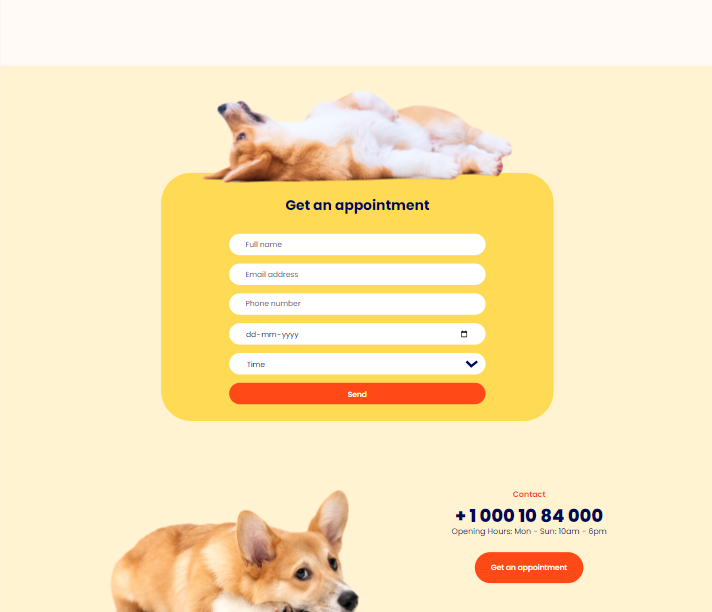 Get an appointment
Full name
Email address
Phone number
dd-mm-yyyy
Time
Send
Contact
+ 1 000 10 84 000
Opening Hours: Mon - Sun: 10am - 6pm
Get an appointment